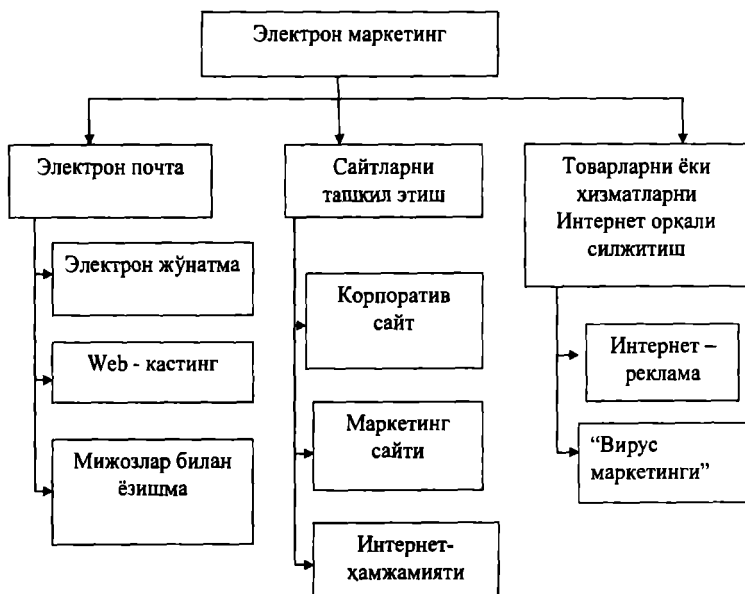 Электрон маркетинг
Электрон почта
Электрон жўнатма
Web - кастинг
Мижозлар билан
ёзишма
Сайтларни
ташкил этиш
Корпоратив
сайт
Маркетинг
сайти
Интернет-
ҳамжамияти
Товарларни ёки
хизматларни
Интернет орқали
силжитиш
Интернет –
реклама
“Вирус
маркетинги”